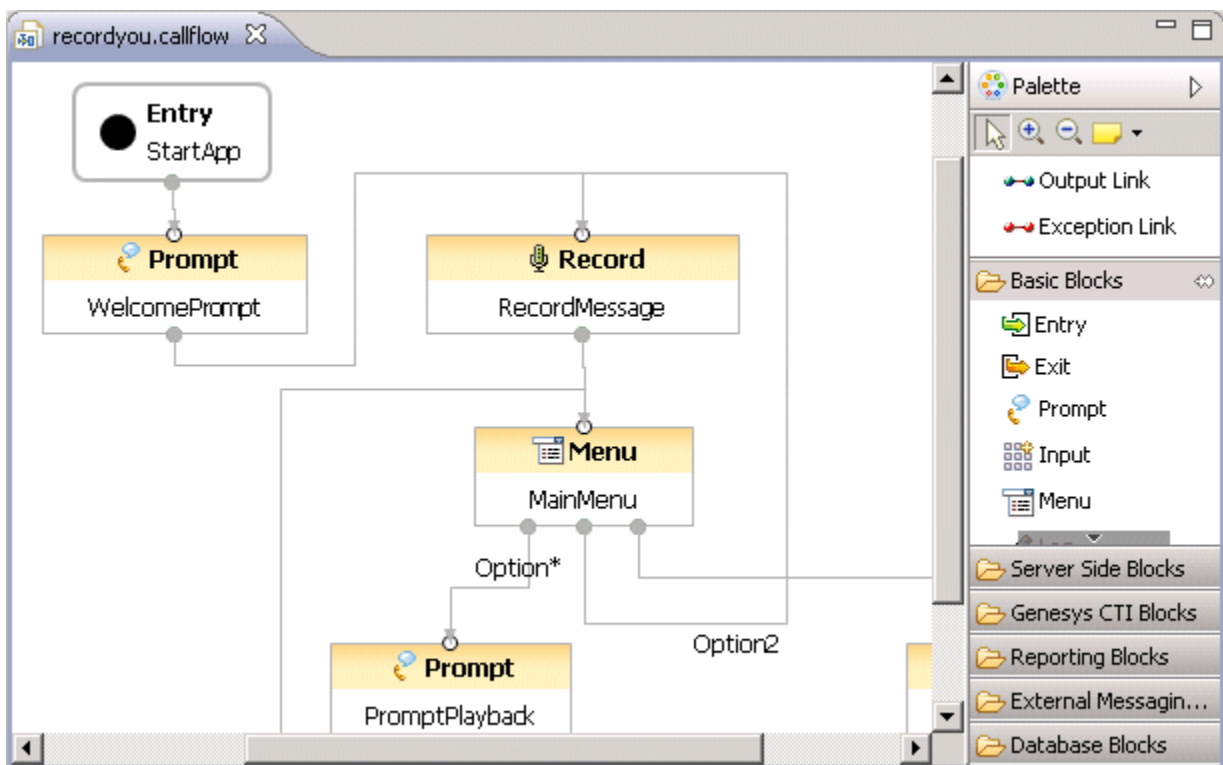 recordyou.callflow
Entry
StartApp
Prompt
WelcomePrompt
Record
RecordMessage
Menu
MainMenu
Option*
Option2
Prompt
PromptPlayback
Palette
Output Link
Exception Link
Basic Blocks
Entry
Exit
Prompt
Input
Menu
Server Side Blocks
Genesys CTI Blocks
Reporting Blocks
External Messagin...
Database Blocks